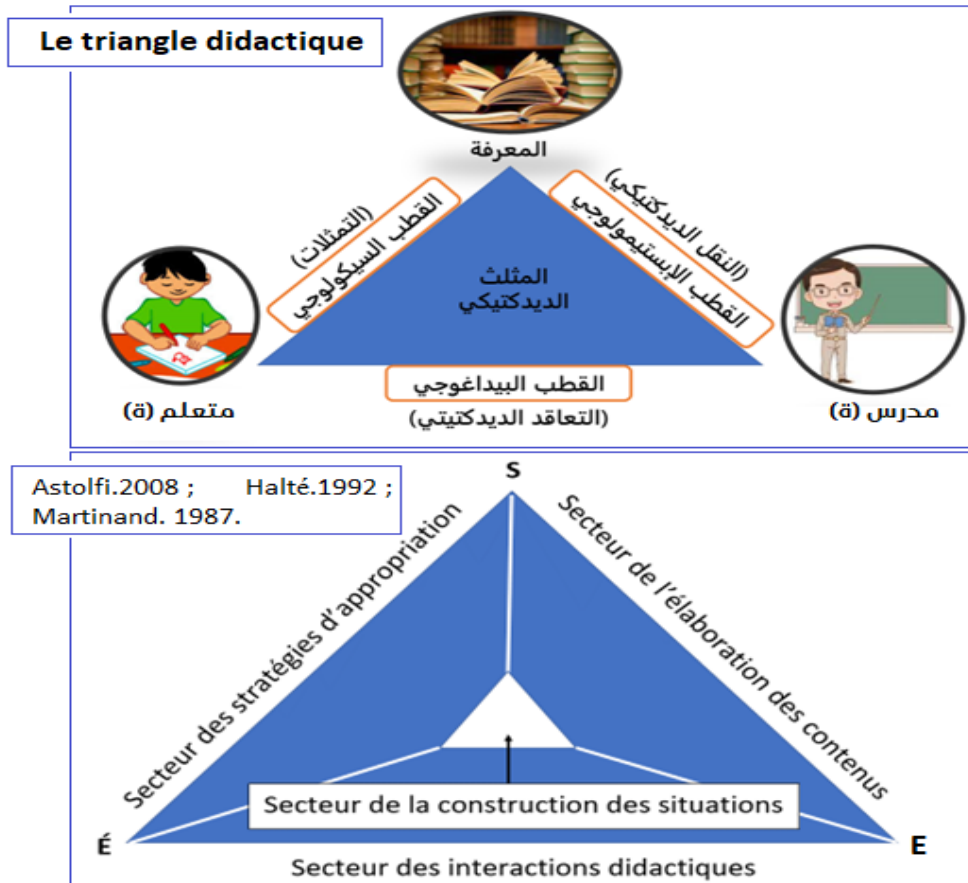 Le triangle didactique
المعرفة
(التمثلات)
القطب السيكولوجي
(النقل الديدكتيكي)
القطب الإبستيمولوجي
المثلث
الديدكتيكي
متعلم (ة)
القطب البيداغوجي
(التعاقد الديدكتيتي)
مدرس (ة)
Astolfi.2008 ; Halté.1992 ;
Martinand. 1987.
S
Secteur des stratégies d'appropriation
Secteur de l'élaboration des contenus
Secteur de la construction des situations
É
E
Secteur des interactions didactiques